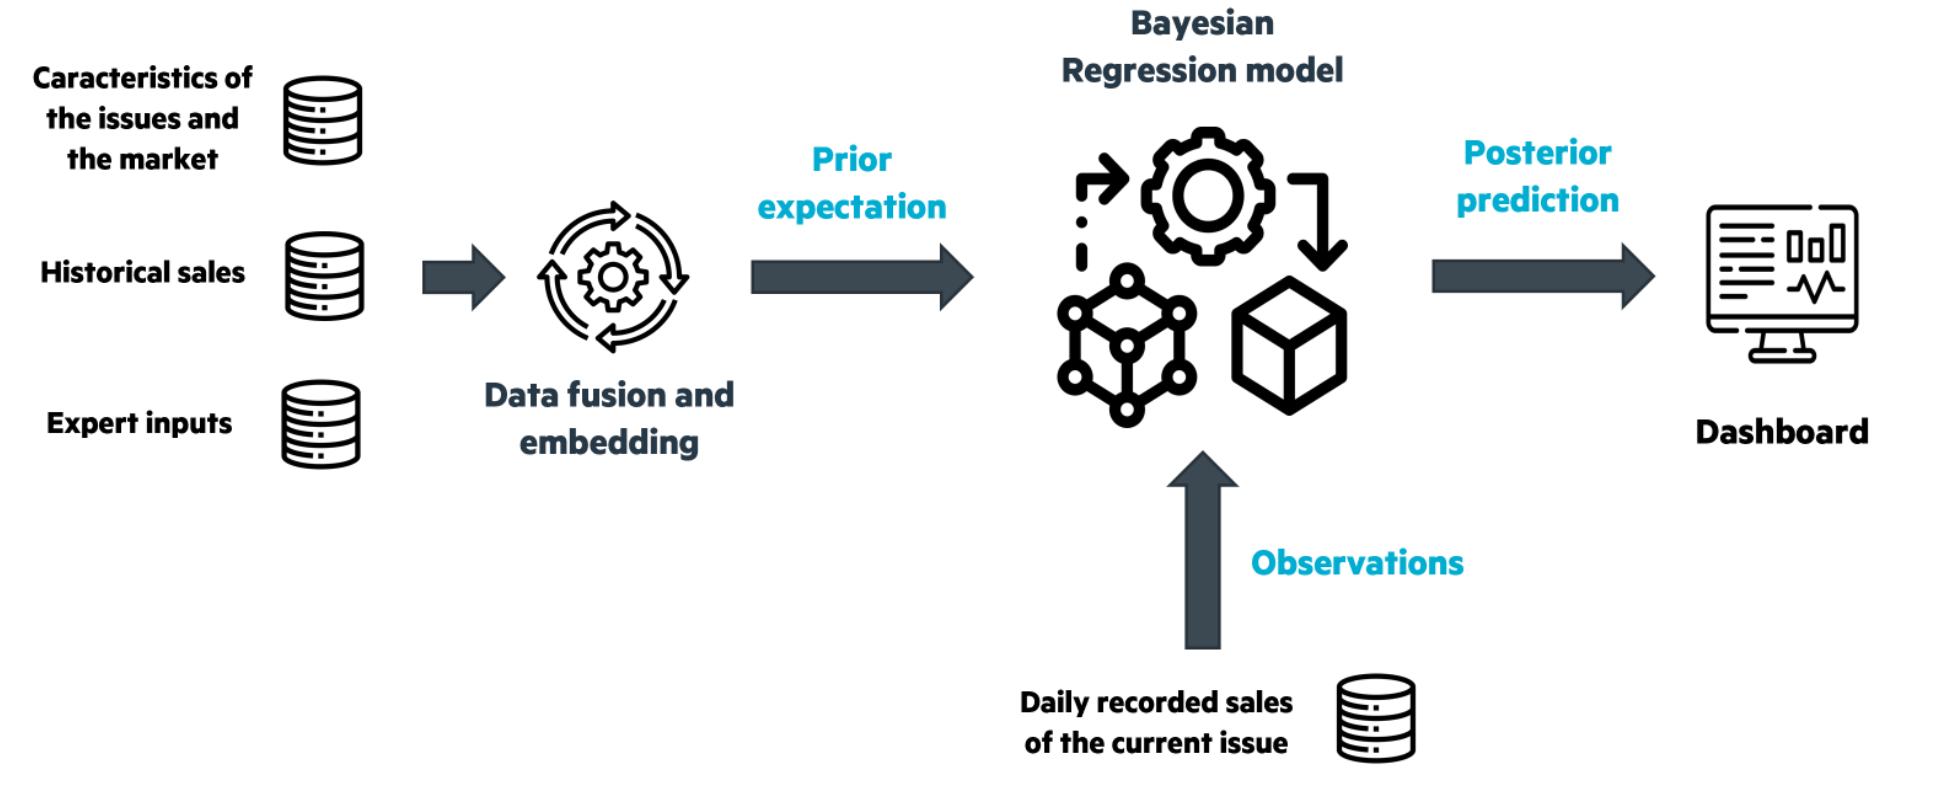 Caracteristics of
the issues and
the market
Historical sales
Expert inputs
Data fusion and
embedding
Prior
expectation
Bayesian
Regression model
Observations
Daily recorded sales
of the current issue
Posterior
prediction
Dashboard